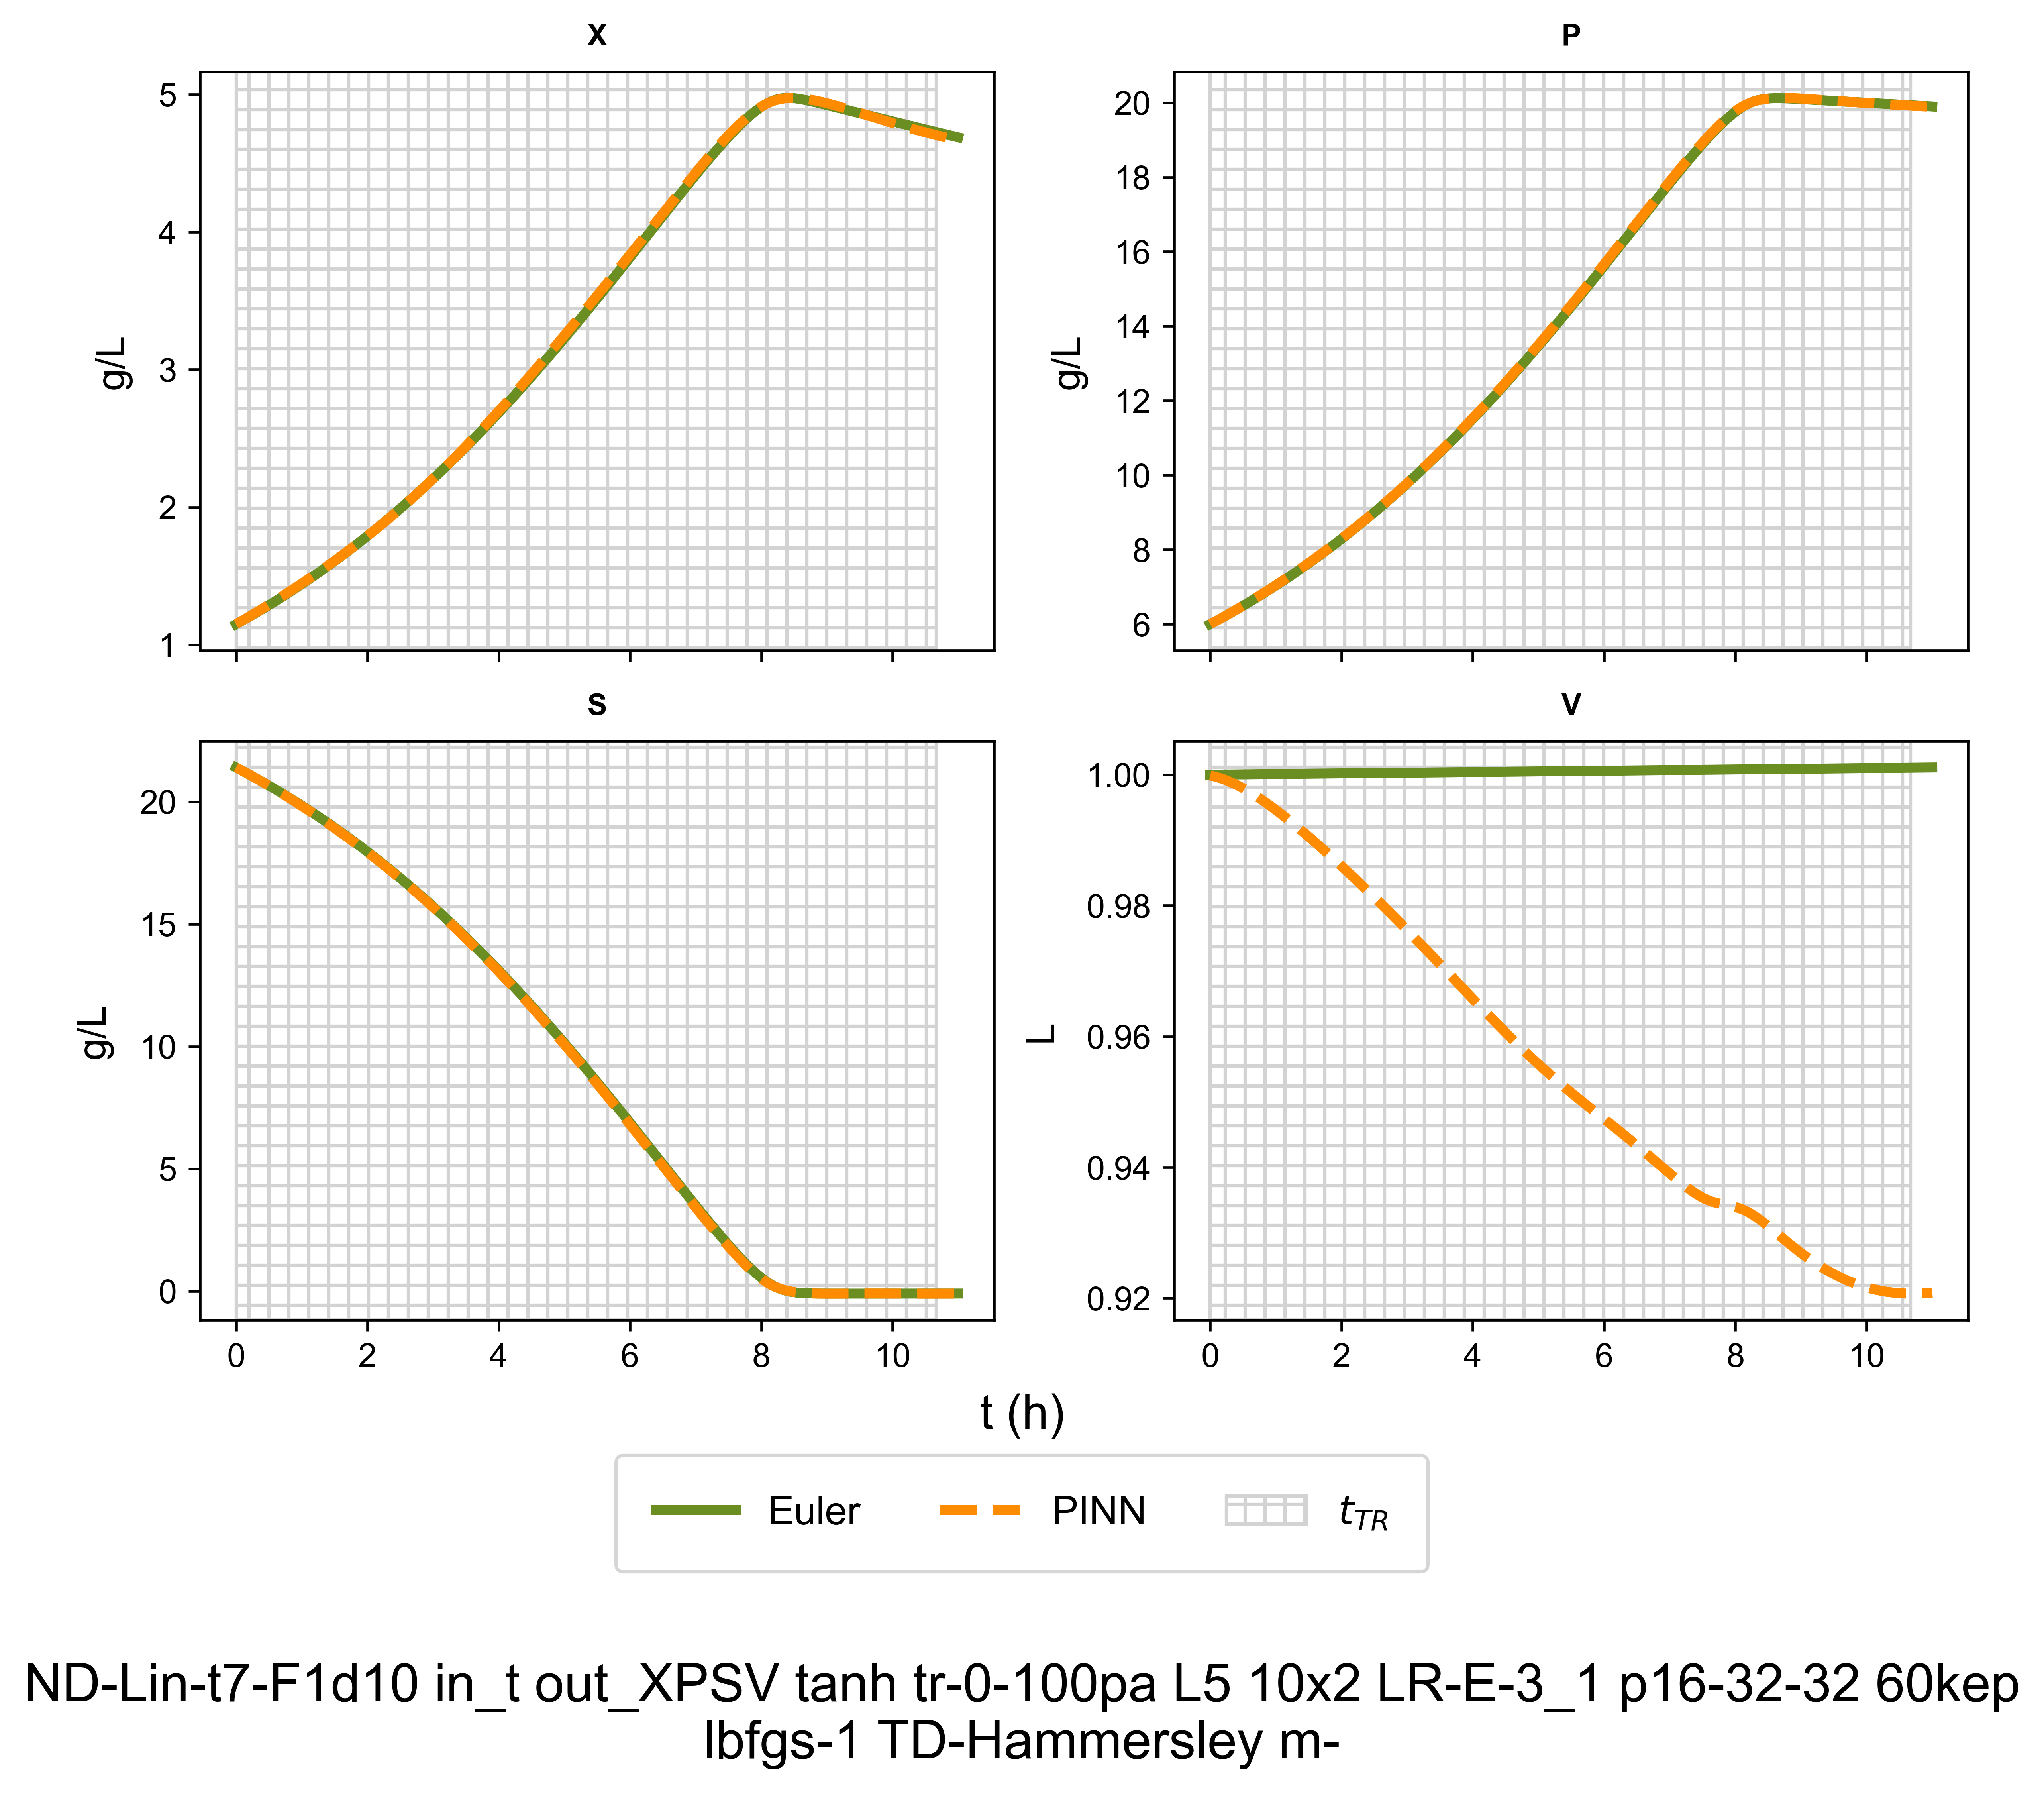 X
5
4
3
2
1
g/L
P
20
18
16
14
12
10
8
6
g/L
S
20
15
10
5
0
g/L
0 2 4 6 8 10
V
1.00
0.98
0.96
0.94
0.92
L
0 2 4 6 8 10
t (h)
Euler PINN t_TR
ND-Lin-t7-F1d10 in_t out_XPSV tanh tr-0-100pa L5 10x2 LR-E-3_1 p16-32-32 60kep
lbfgs-1 TD-Hammersley m-